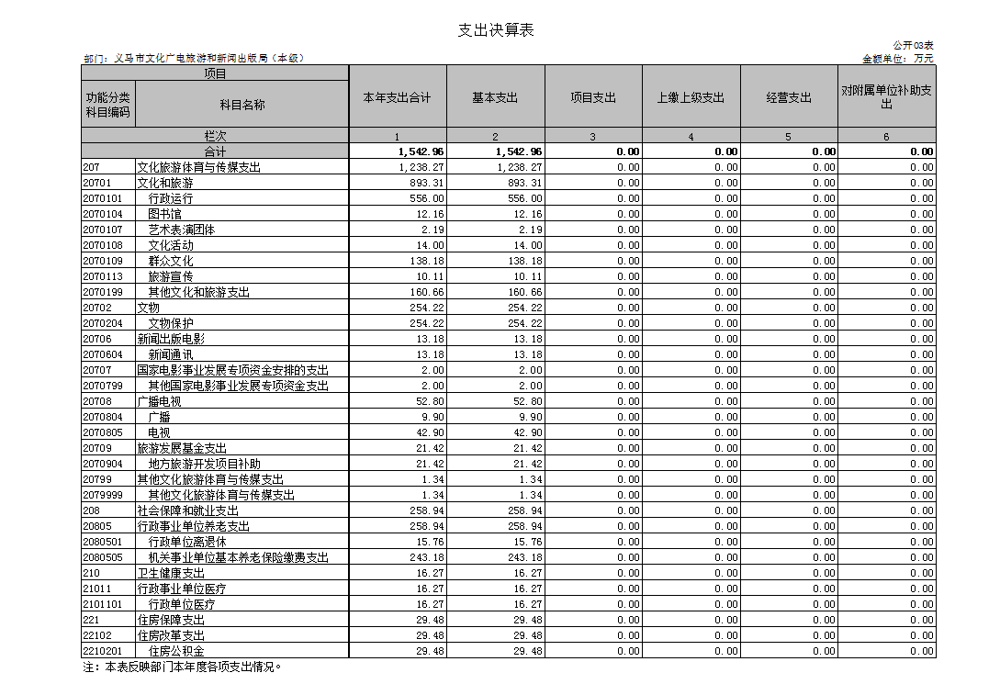 支出决算表
公开03表
部门：义马市文化广电旅游和新闻出版局（本级） 金额单位：万元
项目 本年支出合计 基本支出 项目支出 上缴上级支出 经营支出 对附属单位补助支出
功能分类科目编码 科目名称
栏次 1 2 3 4 5 6
合计 1,542.96 1,542.96 0.00 0.00 0.00 0.00
207 文化旅游体育与传媒支出 1,238.27 1,238.27 0.00 0.00 0.00 0.00
20701 文化和旅游 893.31 893.31 0.00 0.00 0.00 0.00
2070101 行政运行 556.00 556.00 0.00 0.00 0.00 0.00
2070104 图书馆 12.16 12.16 0.00 0.00 0.00 0.00
2070107 艺术表演团体 2.19 2.19 0.00 0.00 0.00 0.00
2070108 文化活动 14.00 14.00 0.00 0.00 0.00 0.00
2070109 群众文化 138.18 138.18 0.00 0.00 0.00 0.00
2070113 旅游宣传 10.11 10.11 0.00 0.00 0.00 0.00
2070199 其他文化和旅游支出 160.66 160.66 0.00 0.00 0.00 0.00
20702 文物 254.22 254.22 0.00 0.00 0.00 0.00
2070204 文物保护 254.22 254.22 0.00 0.00 0.00 0.00
20706 新闻出版电影 13.18 13.18 0.00 0.00 0.00 0.00
2070604 新闻通讯 13.18 13.18 0.00 0.00 0.00 0.00
20707 国家电影事业发展专项资金安排的支出 2.00 2.00 0.00 0.00 0.00 0.00
2070799 其他国家电影事业发展专项资金支出 2.00 2.00 0.00 0.00 0.00 0.00
20708 广播电视 52.80 52.80 0.00 0.00 0.00 0.00
2070804 广播 9.90 9.90 0.00 0.00 0.00 0.00
2070805 电视 42.90 42.90 0.00 0.00 0.00 0.00
20709 旅游发展基金支出 21.42 21.42 0.00 0.00 0.00 0.00
2070904 地方旅游开发项目补助 21.42 21.42 0.00 0.00 0.00 0.00
20799 其他文化旅游体育与传媒支出 1.34 1.34 0.00 0.00 0.00 0.00
2079999 其他文化旅游体育与传媒支出 1.34 1.34 0.00 0.00 0.00 0.00
208 社会保障和就业支出 258.94 258.94 0.00 0.00 0.00 0.00
20805 行政事业单位养老支出 258.94 258.94 0.00 0.00 0.00 0.00
2080501 行政单位离退休 15.76 15.76 0.00 0.00 0.00 0.00
2080505 机关事业单位基本养老保险缴费支出 243.18 243.18 0.00 0.00 0.00 0.00
210 卫生健康支出 16.27 16.27 0.00 0.00 0.00 0.00
21011 行政事业单位医疗 16.27 16.27 0.00 0.00 0.00 0.00
2101101 行政单位医疗 16.27 16.27 0.00 0.00 0.00 0.00
221 住房保障支出 29.48 29.48 0.00 0.00 0.00 0.00
22102 住房改革支出 29.48 29.48 0.00 0.00 0.00 0.00
2210201 住房公积金 29.48 29.48 0.00 0.00 0.00 0.00
注：本表反映部门本年度各项支出情况。